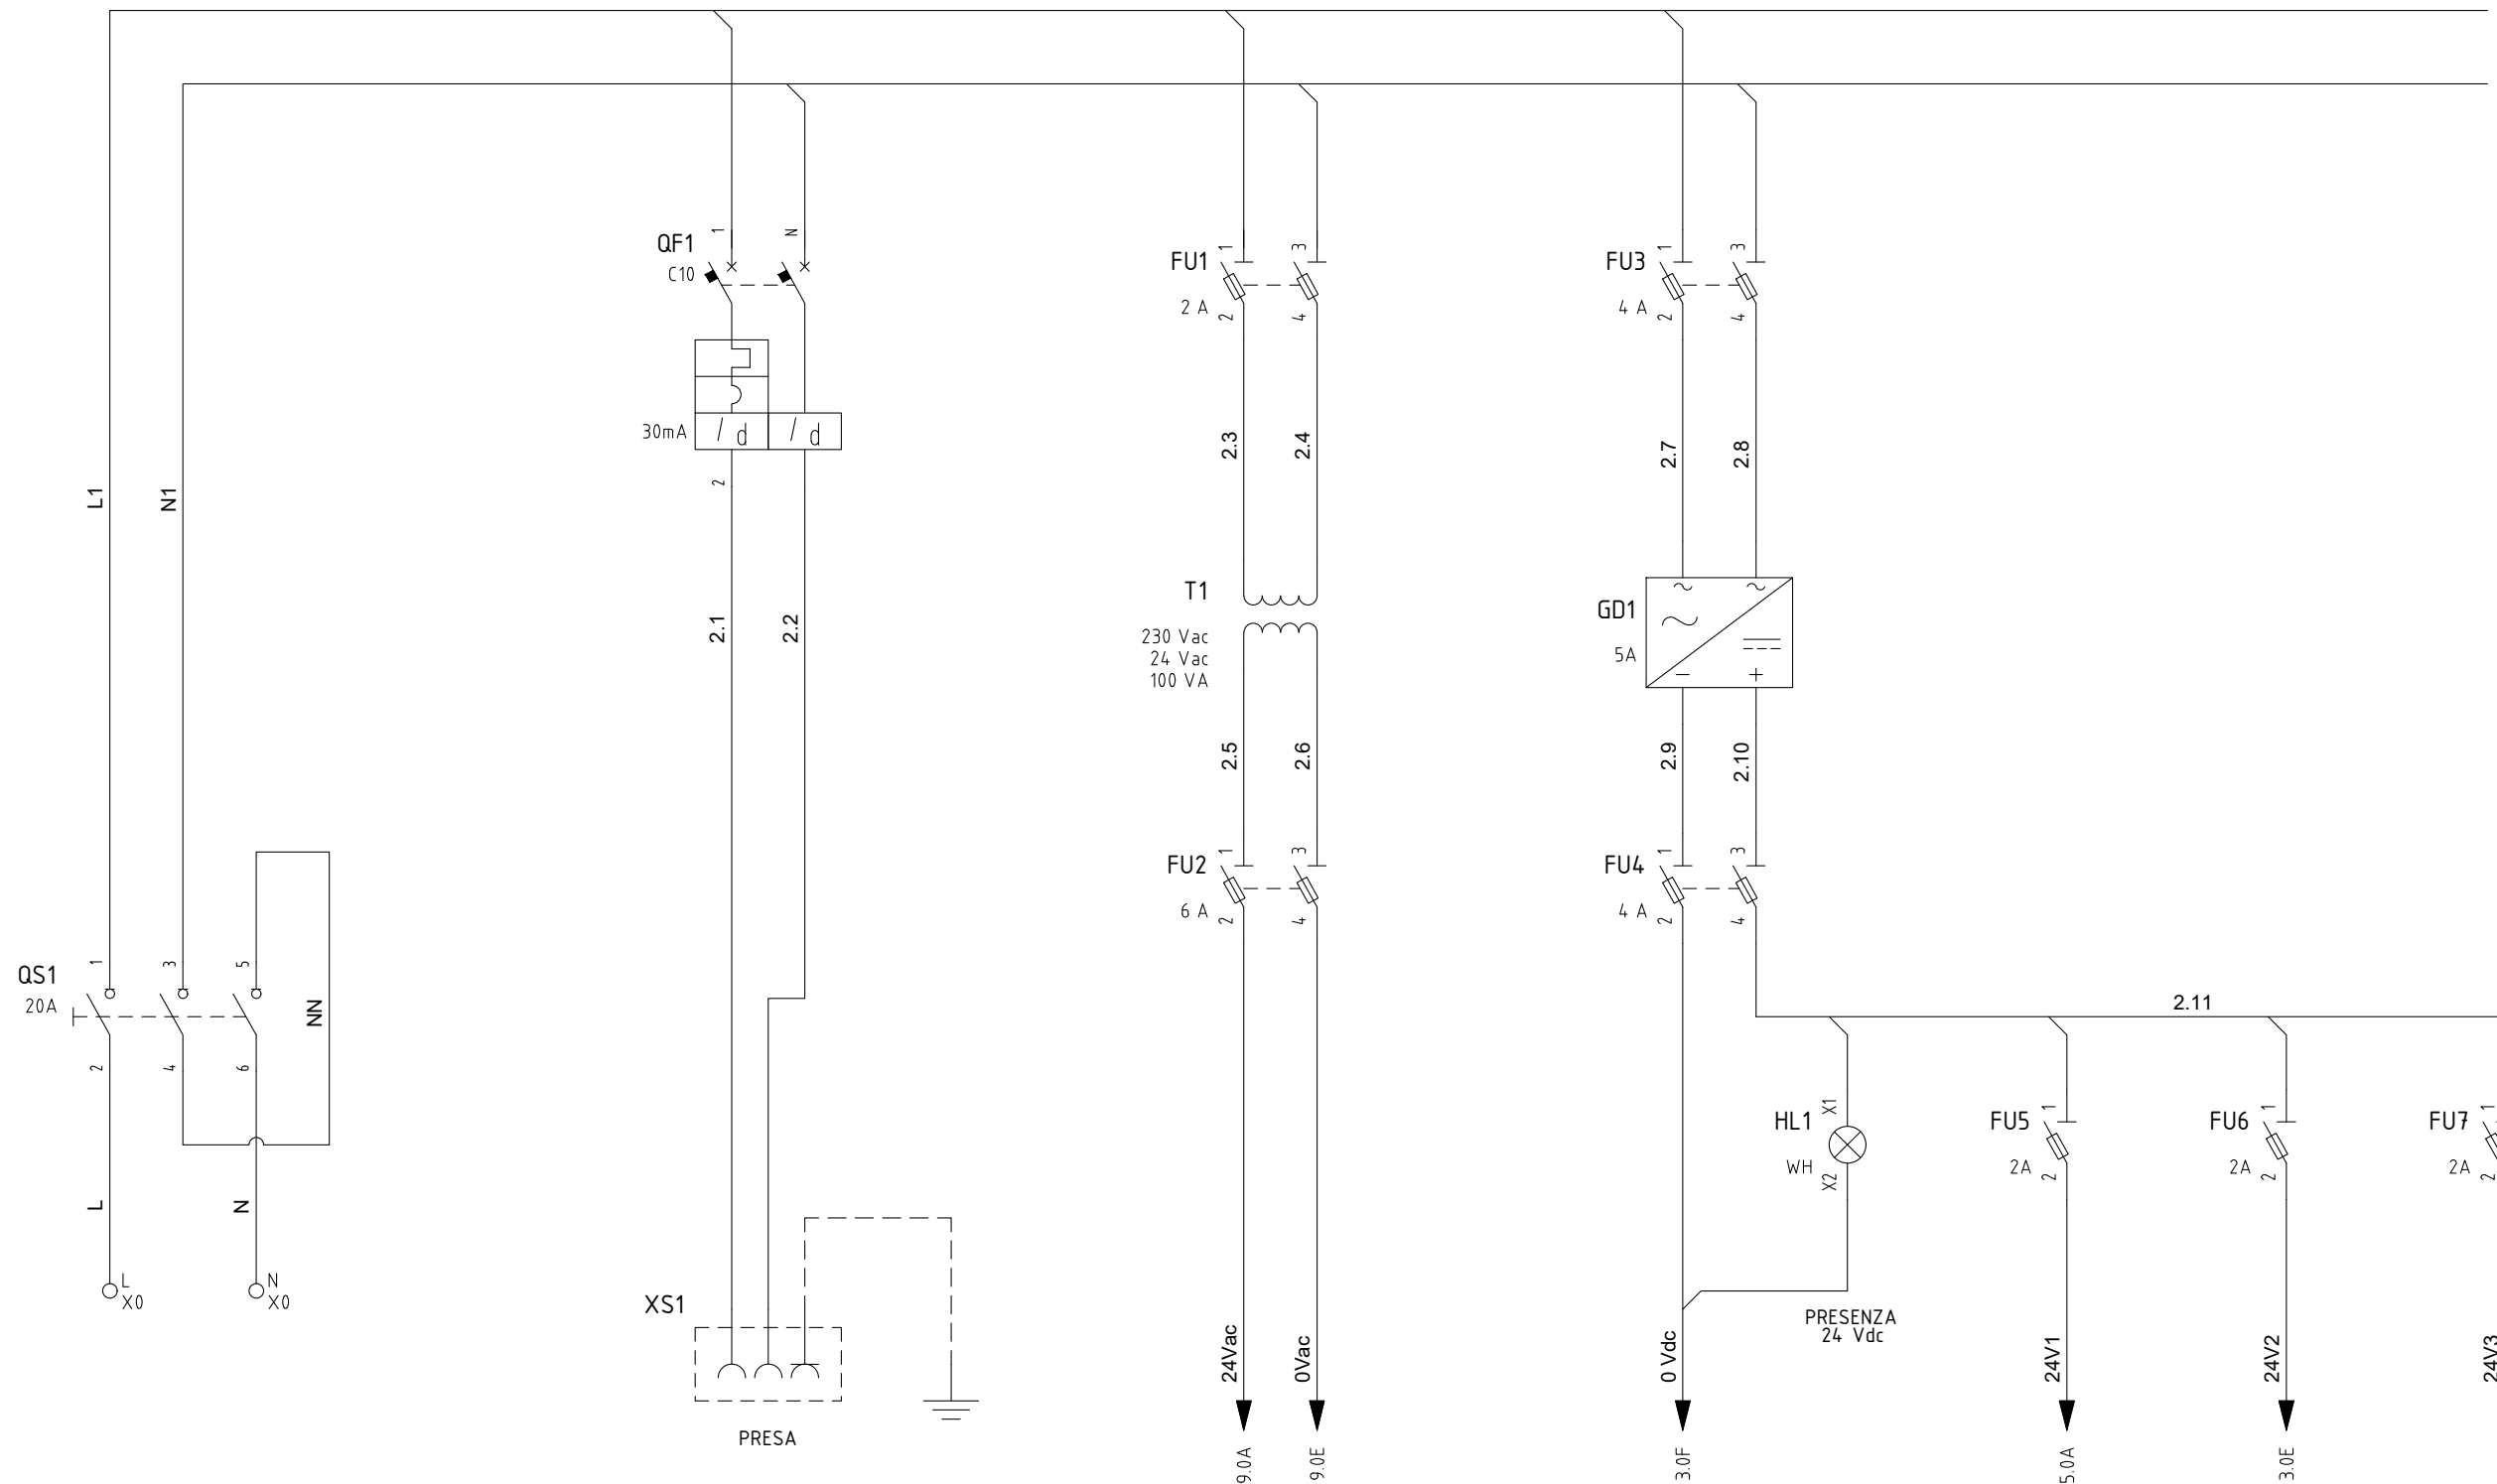 QF1
C10
1
N
30mA
2
FU1
2 A
1
3
2
4
FU3
4 A
1
3
2
4
L1
N1
2.3
2.4
2.7
2.8
2.1
2.2
T1
230 Vac
24 Vac
100 VA
GD1
5A
2.5
2.6
2.9
2.10
FU2
6 A
1
3
2
4
FU4
4 A
1
3
2
4
QS1
20A
1
3
5
2
4
6
NN
2.11
L
N
L
X0
N
X0
HL1
WH
X1
X2
FU5
2A
1
2
FU6
2A
1
2
FU7
2A
1
2
XS1
PRESA
PRESENZA
24 Vdc
24Vac
0Vac
0 Vdc
24V1
24V2
24V3
9.0A
9.0E
3.0F
5.0A
3.0E
/d
/d